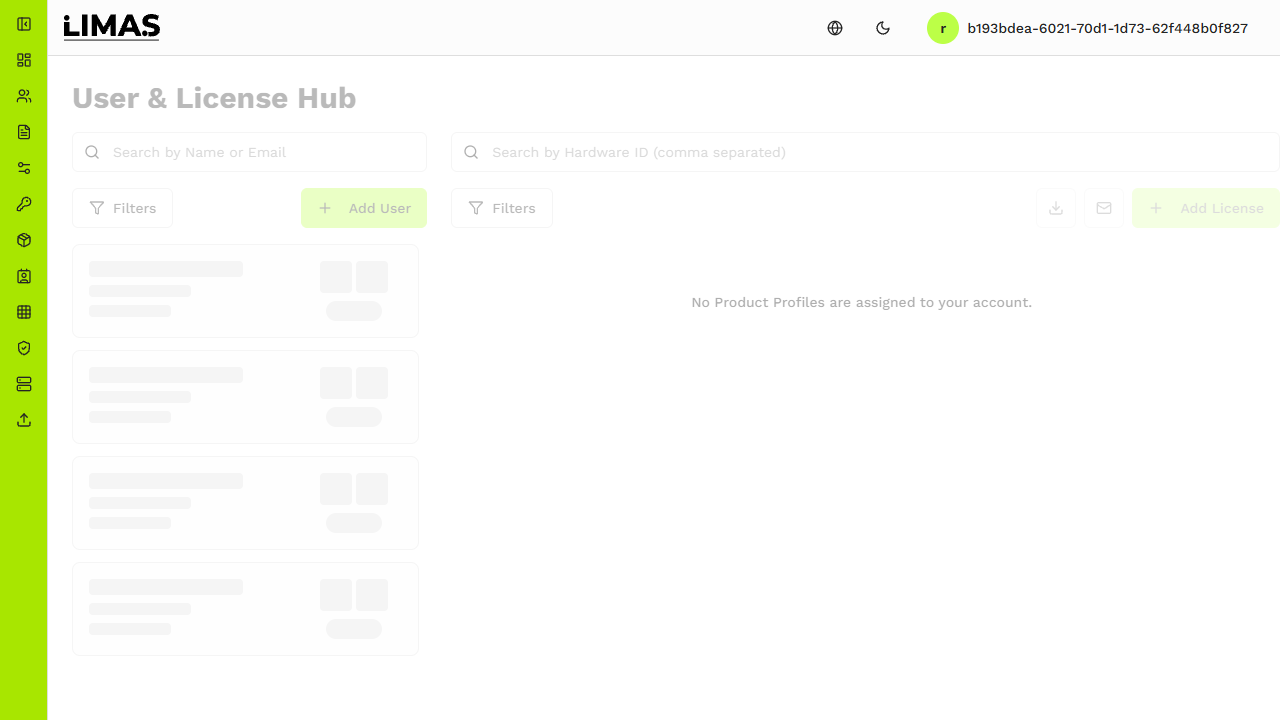 LIMAS
r
b193bdea-6021-70d1-1d73-62f448b0f827
User & License Hub
Search by Name or Email
Search by Hardware ID (comma separated)
Filters
Add User
Filters
Add License
No Product Profiles are assigned to your account.